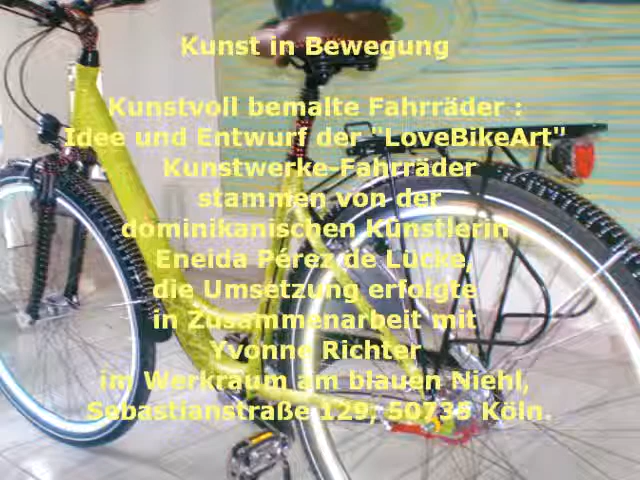 Kunst in Bewegung
Kunstvoll bemalte Fahrräder :
Idee und Entwurf der "LoveBikeArt"
Kunstwerke-Fahrräder
stammen von der
dominikanischen Künstlerin
Eneida Pérez de Lücke,
die Umsetzung erfolgte
in Zusammenarbeit mit
Yvonne Richter
im Werkraum am blauen Niehl,
Sebastianstraße 129, 50735 Köln.